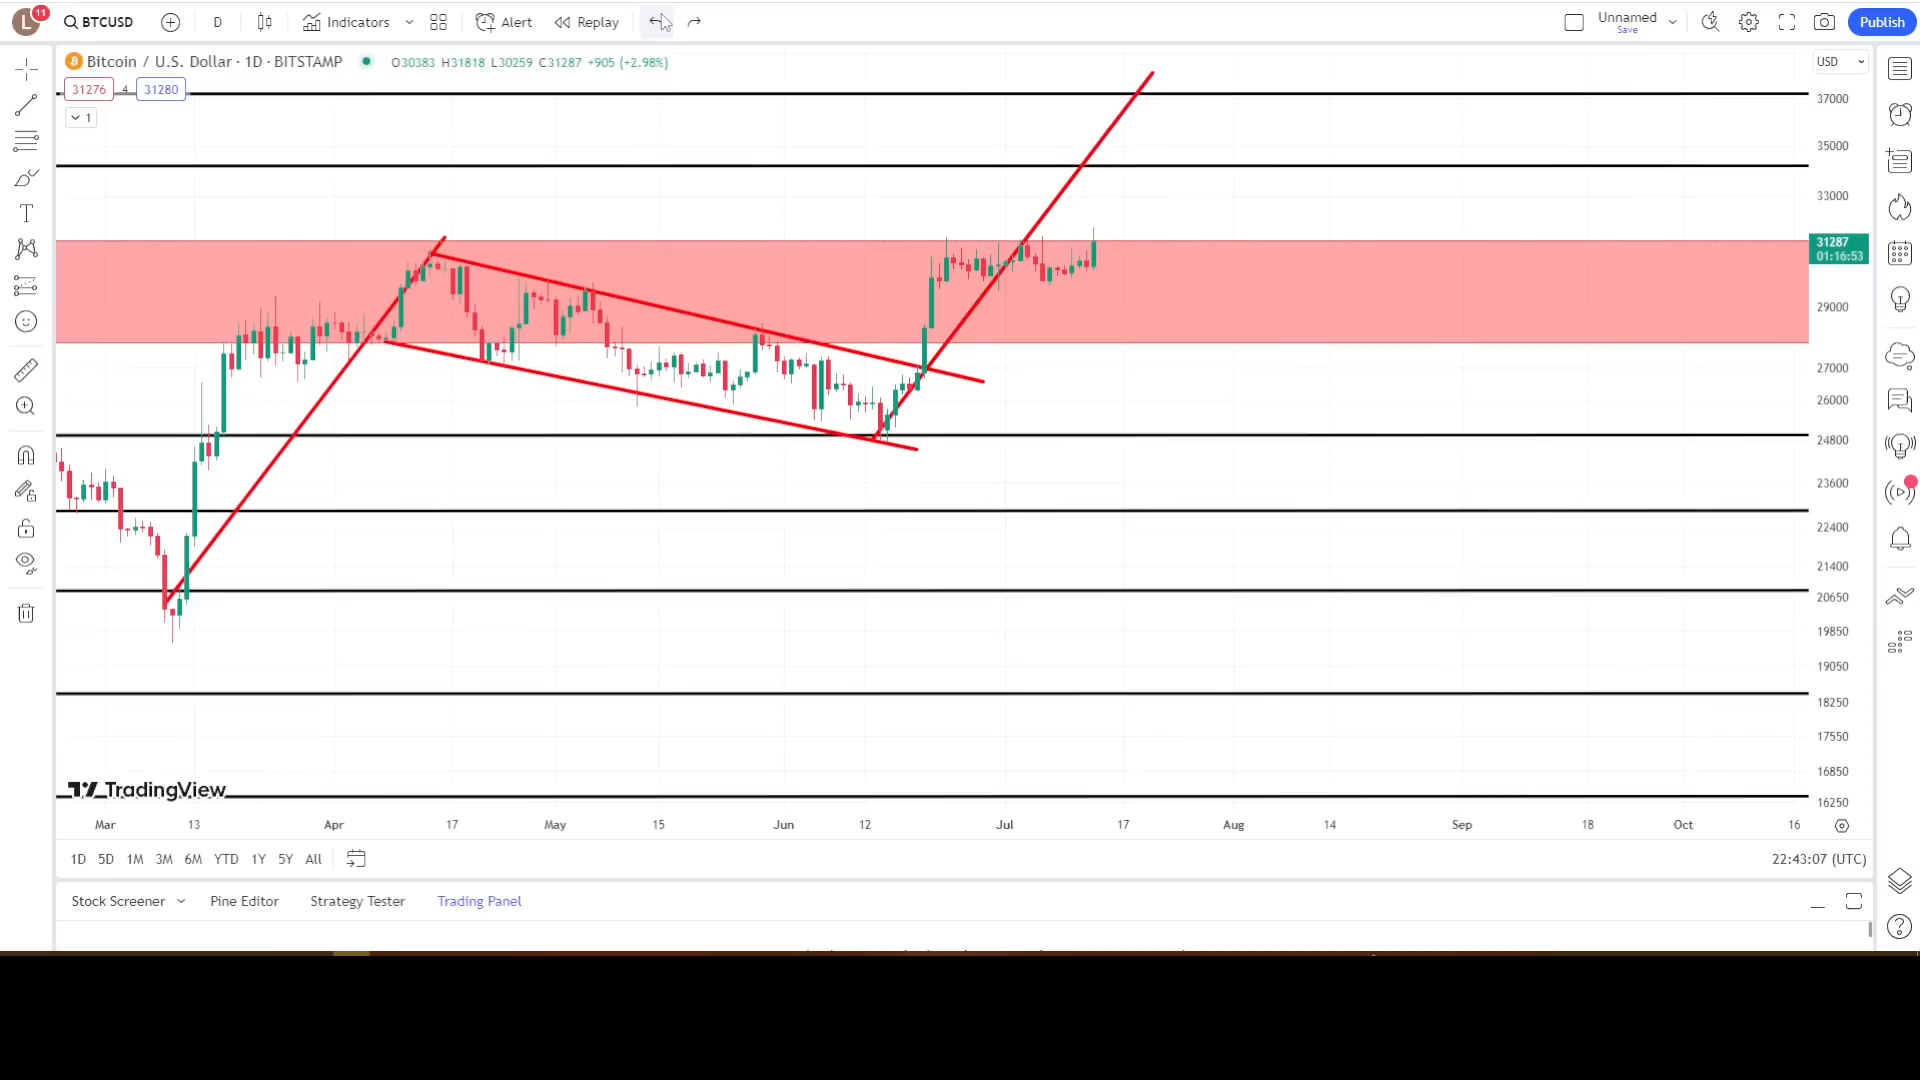 L 11 BTCUSD D Indicators Alert Replay Unnamed Save Publish
Bitcoin / U.S. Dollar · 1D · BITSTAMP O30383 H31818 L30259 C31287 +905 (+2.98%) USD
31276 4 31280
1
37000
35000
33000
31287
01:16:53
29000
27000
26000
24800
23600
22400
21400
20650
19850
19050
18250
17550
16850
16250
TradingView
Mar 13 Apr 17 May 15 Jun 12 Jul 17 Aug 14 Sep 18 Oct 16
1D 5D 1M 3M 6M YTD 1Y 5Y All 22:43:07 (UTC)
Stock Screener Pine Editor Strategy Tester Trading Panel